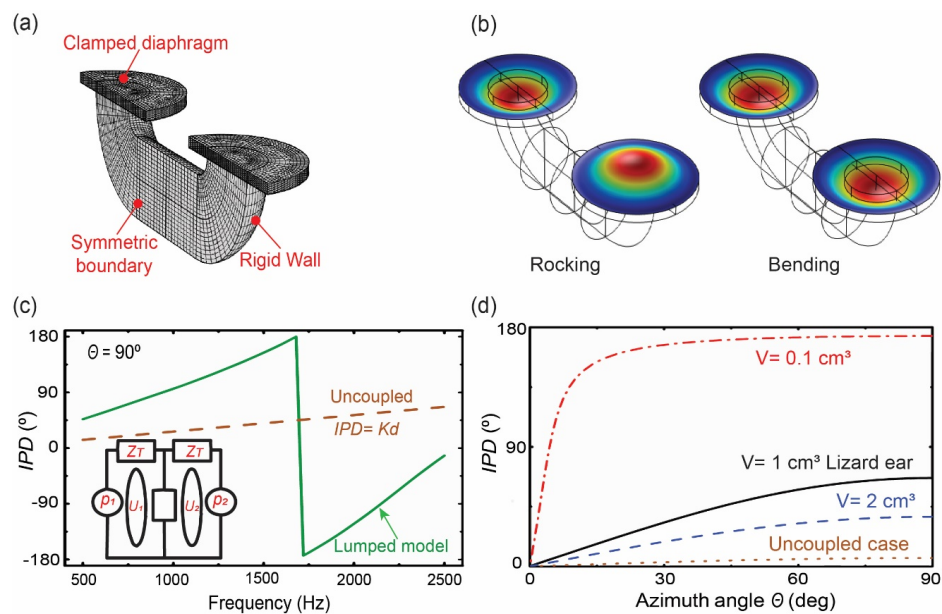 (a)
Clamped diaphragm
Symmetric
boundary
Rigid Wall
(b)
Rocking
Bending
(c)
180
90
0
-90
-180
IPD (º)
Θ = 90º
Uncoupled
IPD= Kd
Z_T
Z_T
p₁
U₁
U₂
p₂
Lumped model
500
1000
1500
2000
2500
Frequency (Hz)
(d)
180
90
0
IPD (º)
V= 0.1 cm³
V= 1 cm³ Lizard ear
V= 2 cm³
Uncoupled case
0
30
60
90
Azimuth angle Θ (deg)